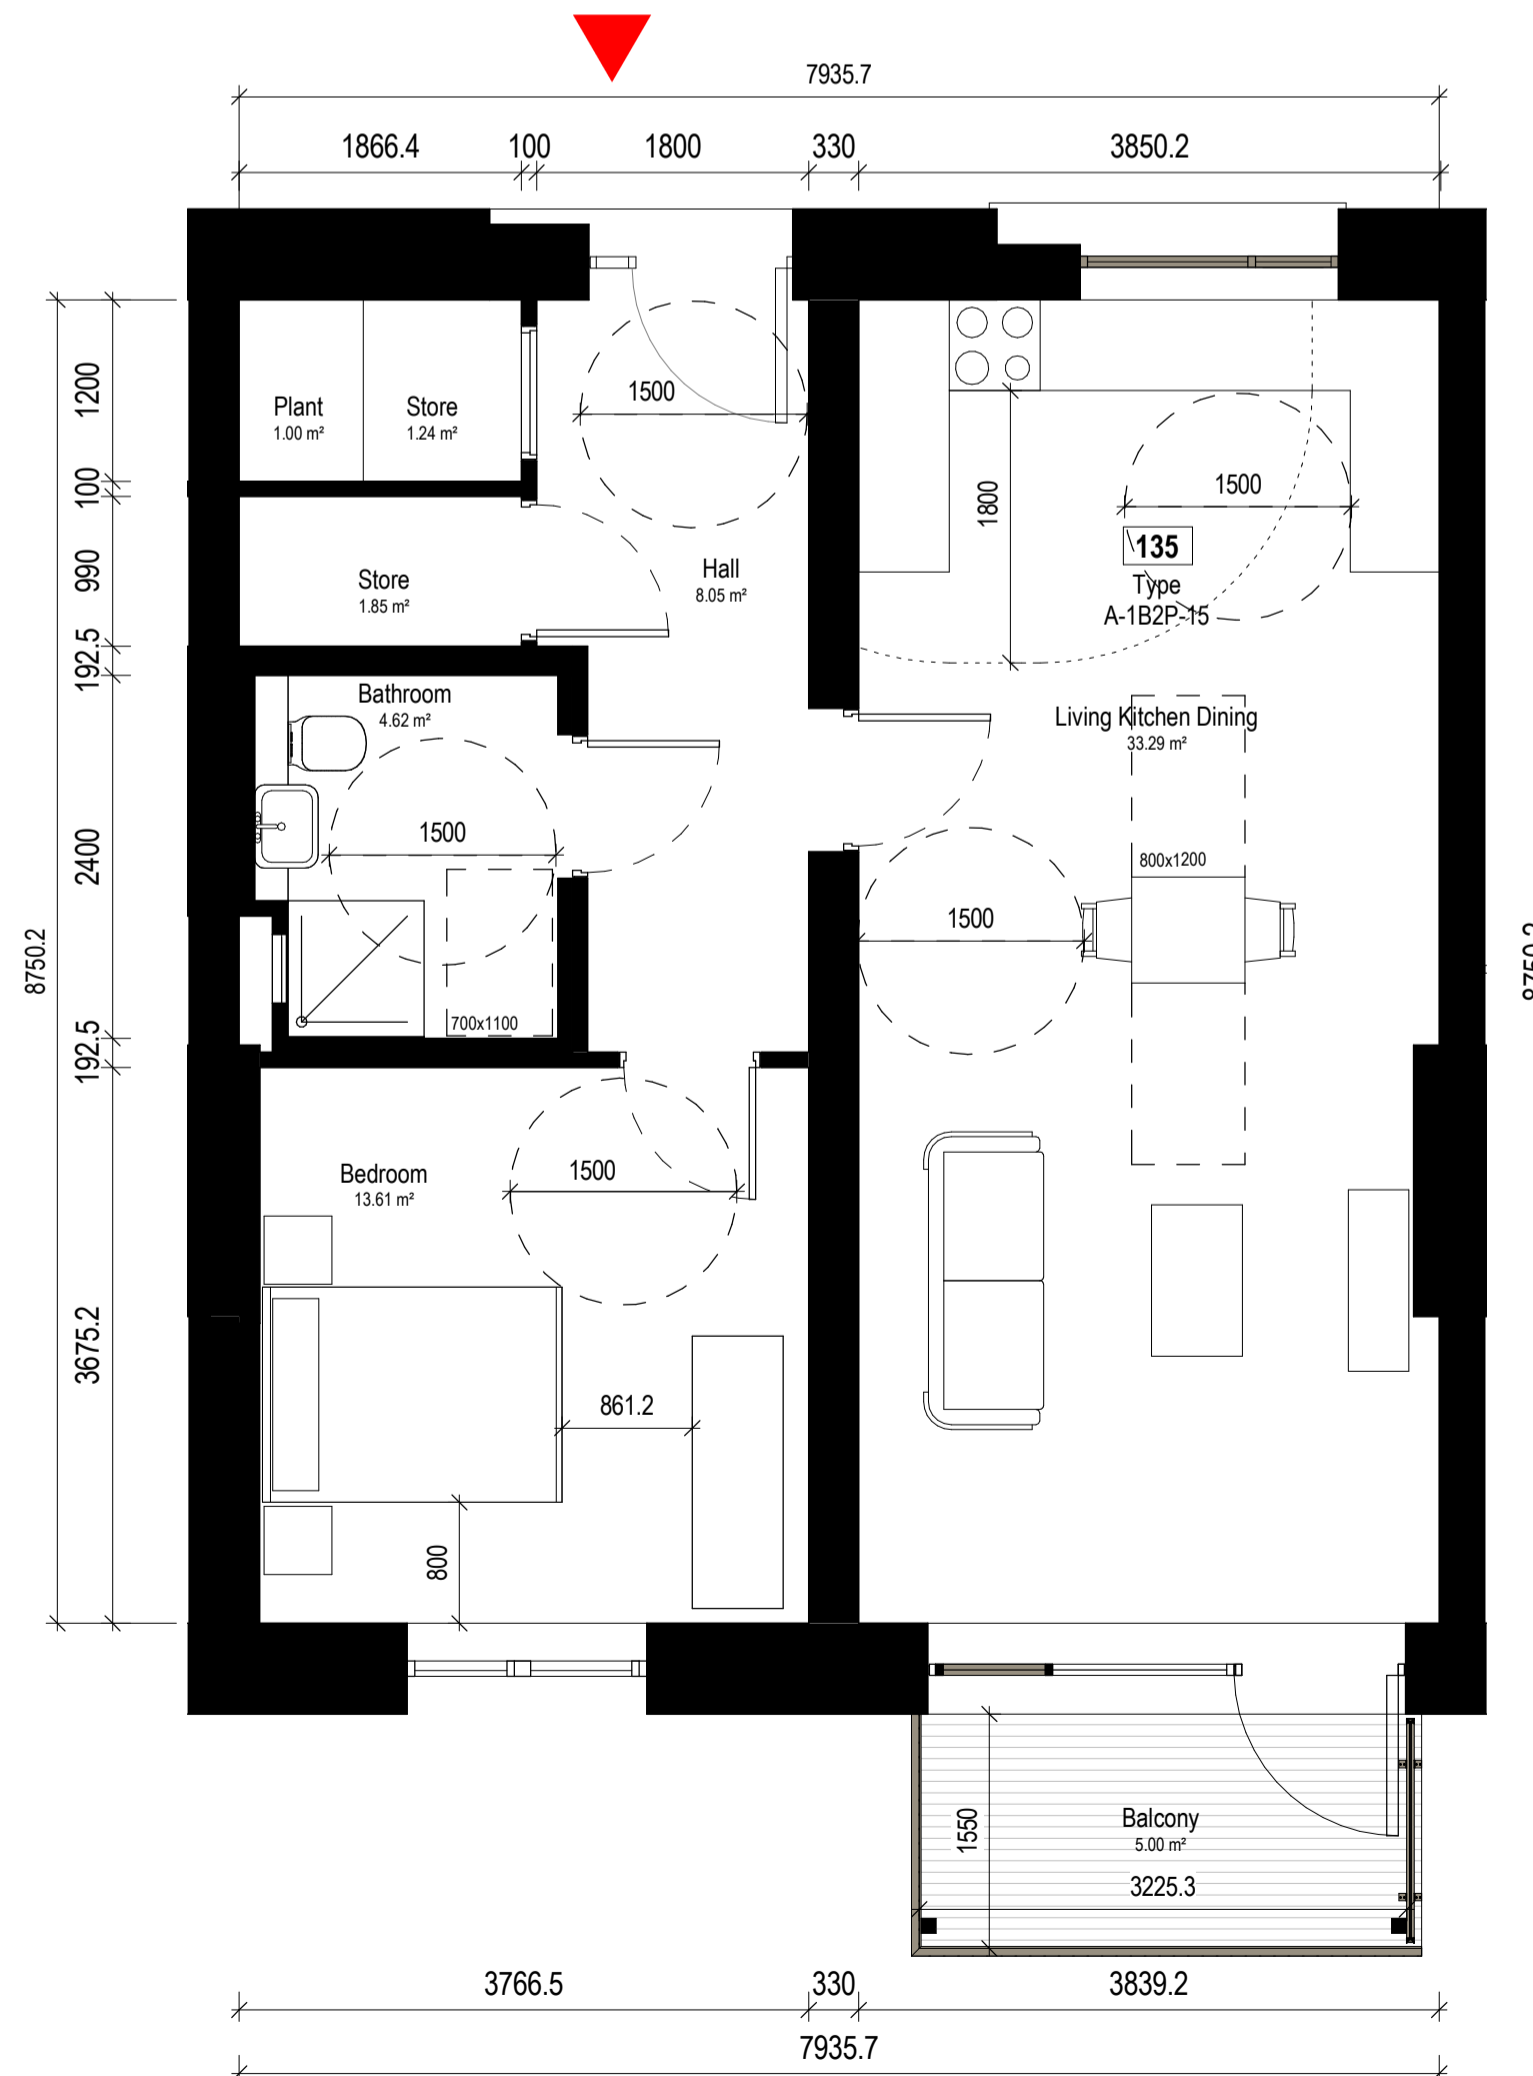 7935.7
1866.4 100 1800 330 3850.2
1200
100
990
192.5
2400
192.5
3675.2
8750.2
8750.2
Plant
1.00 m²
Store
1.24 m²
1500
1800
1500
135
Type
A-1B2P-15
Store
1.85 m²
Hall
8.05 m²
Bathroom
4.62 m²
Living Kitchen Dining
33.29 m²
1500
800x1200
1500
700x1100
Bedroom
13.61 m²
1500
861.2
800
1550
Balcony
5.00 m²
3225.3
3766.5 330 3839.2
7935.7